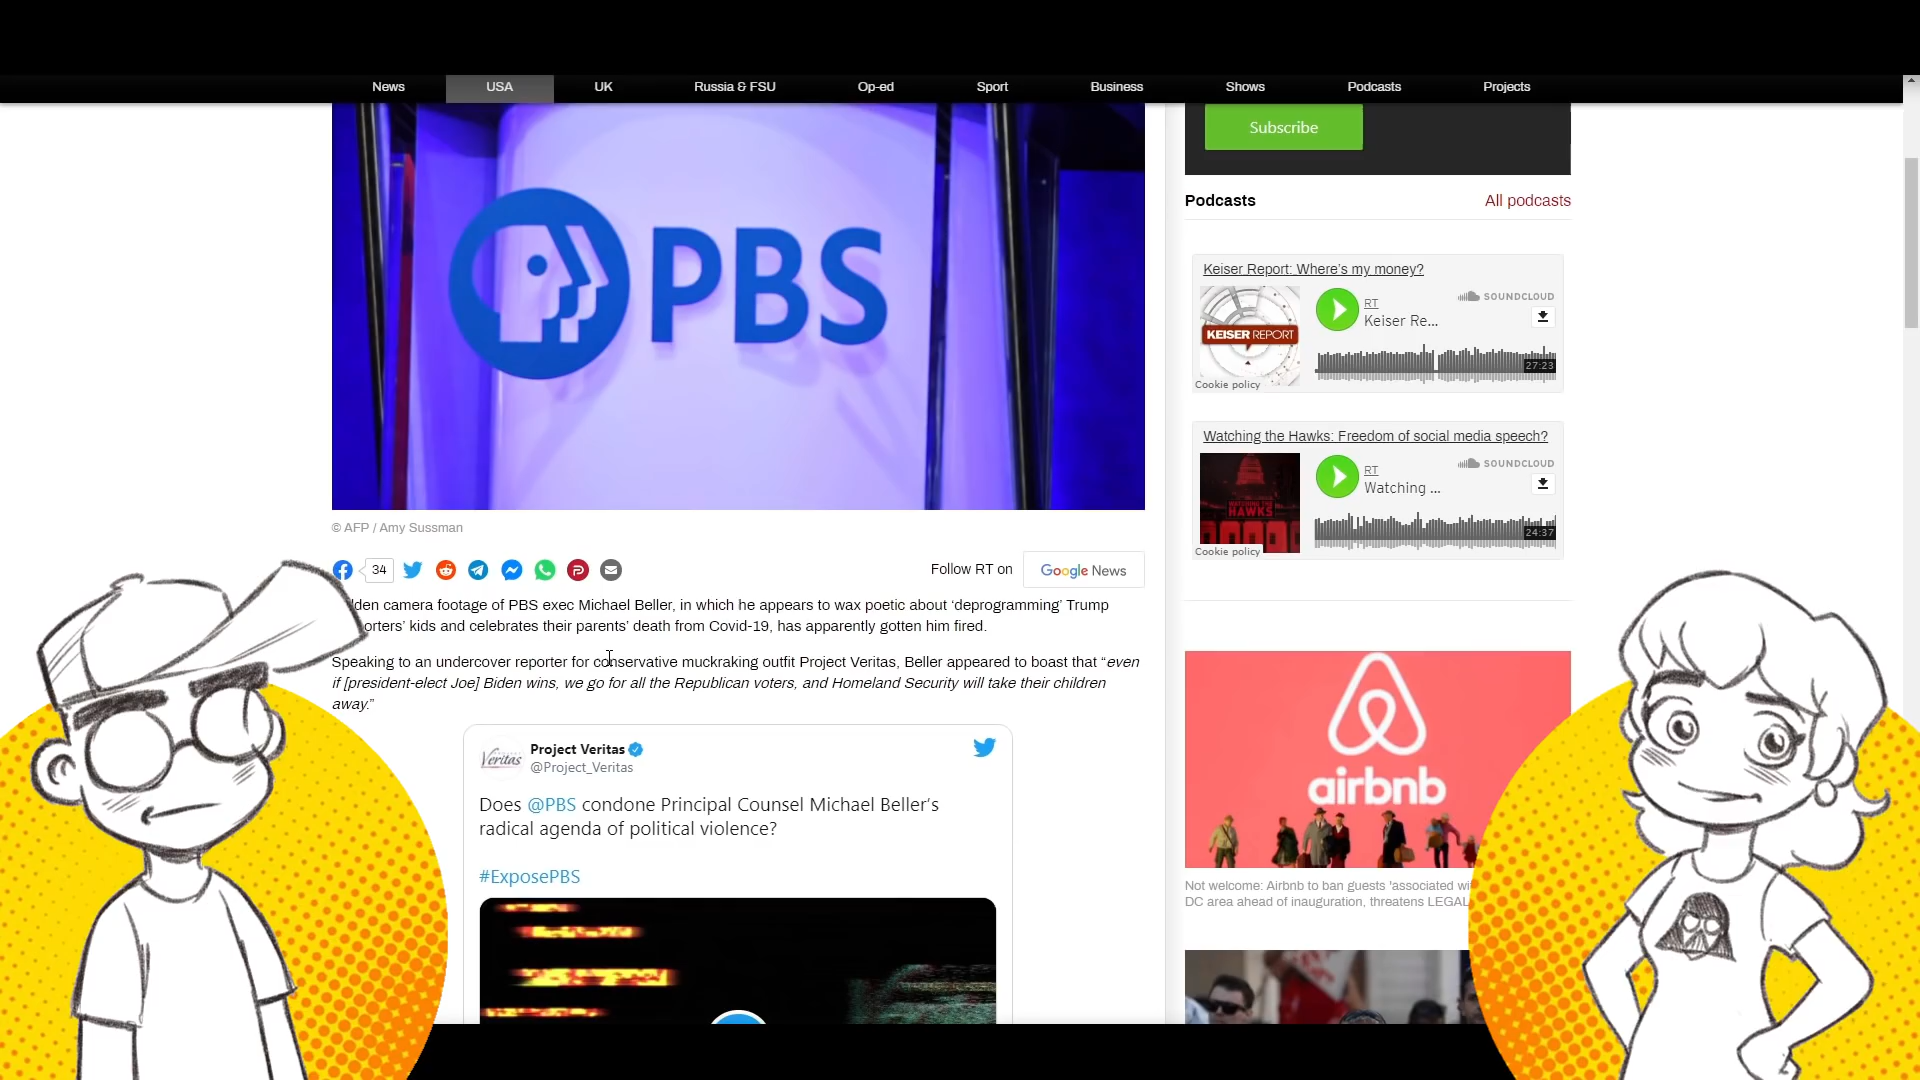 News USA UK Russia & FSU Op-ed Sport Business Shows Podcasts Projects
PBS
Subscribe
© AFP / Amy Sussman
34
Follow RT on Google News
den camera footage of PBS exec Michael Beller, in which he appears to wax poetic about ‘deprogramming’ Trump
orters’ kids and celebrates their parents’ death from Covid-19, has apparently gotten him fired.
Speaking to an undercover reporter for conservative muckraking outfit Project Veritas, Beller appeared to boast that “even
if [president-elect Joe] Biden wins, we go for all the Republican voters, and Homeland Security will take their children
away.”
Veritas
Project Veritas
@Project_Veritas
Does @PBS condone Principal Counsel Michael Beller’s
radical agenda of political violence?
#ExposePBS
Podcasts All podcasts
Keiser Report: Where’s my money?
SOUNDCLOUD
RT
Keiser Re...
KEISER REPORT
27:23
Cookie policy
Watching the Hawks: Freedom of social media speech?
SOUNDCLOUD
RT
Watching ...
WATCHING THE
HAWKS
24:37
Cookie policy
airbnb
Not welcome: Airbnb to ban guests 'associated wi
DC area ahead of inauguration, threatens LEGAL